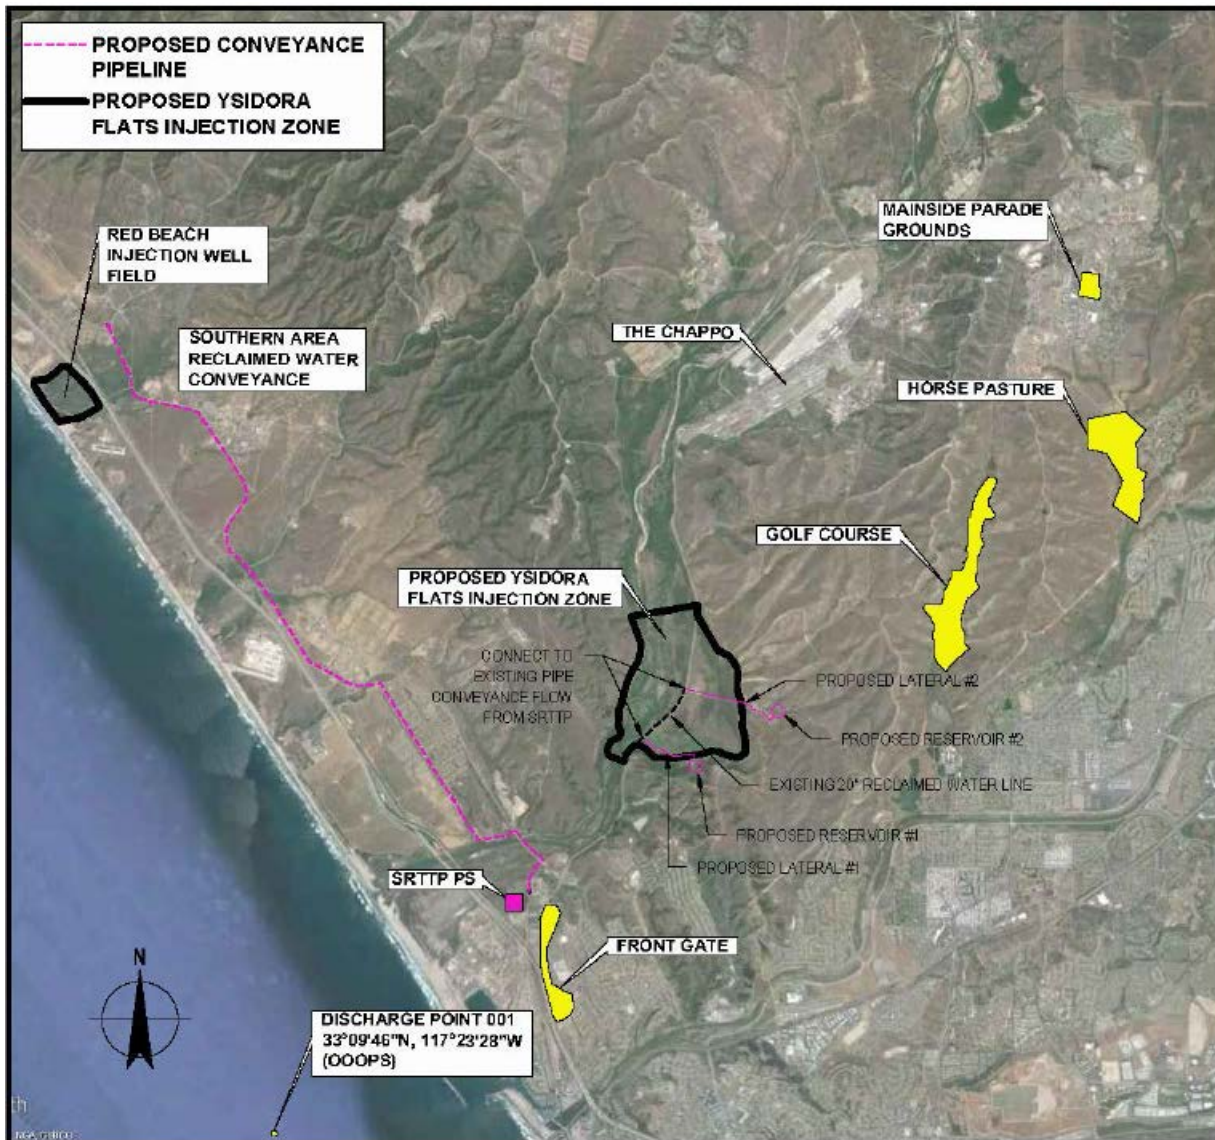 PROPOSED CONVEYANCE
PIPELINE
PROPOSED YSIDORA
FLATS INJECTION ZONE
RED BEACH
INJECTION WELL
FIELD
SOUTHERN AREA
RECLAIMED WATER
CONVEYANCE
MAINSIDE PARADE
GROUNDS
THE CHAPPO
HORSE PASTURE
GOLF COURSE
PROPOSED YSIDORA
FLATS INJECTION ZONE
CONNECT TO
EXISTING PIPE
CONVEYANCE FLOW
FROM SRTTP
PROPOSED LATERAL #2
PROPOSED RESERVOIR #2
EXISTING 20" RECLAIMED WATER LINE
PROPOSED RESERVOIR #1
PROPOSED LATERAL #1
SRTTP PS
FRONT GATE
N
DISCHARGE POINT 001
33°09'46"N, 117°23'28"W
(OOOPS)